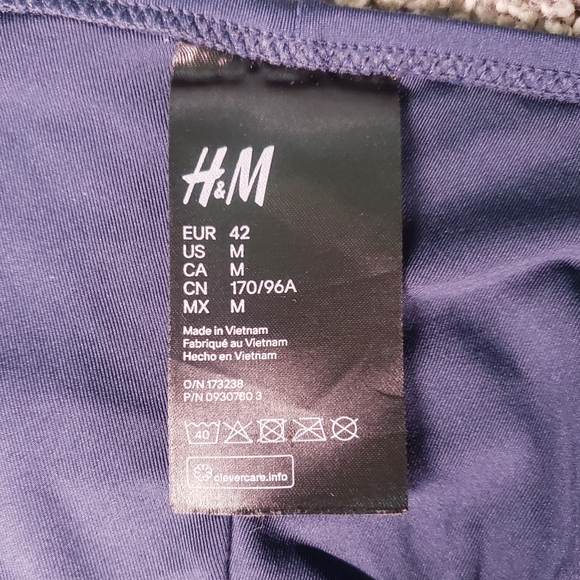 H&M
EUR 42
US M
CA M
CN 170/96A
MX M
Made in Vietnam
Fabriqué au Vietnam
Hecho en Vietnam
O/N 173238
P/N 0930780 3
40
clevercare.info